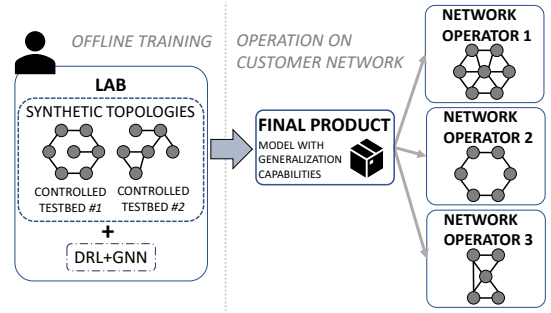 OFFLINE TRAINING
LAB
SYNTHETIC TOPOLOGIES
CONTROLLED
TESTBED #1
CONTROLLED
TESTBED #2
+
DRL+GNN
OPERATION ON
CUSTOMER NETWORK
FINAL PRODUCT
MODEL WITH
GENERALIZATION
CAPABILITIES
NETWORK
OPERATOR 1
NETWORK
OPERATOR 2
NETWORK
OPERATOR 3